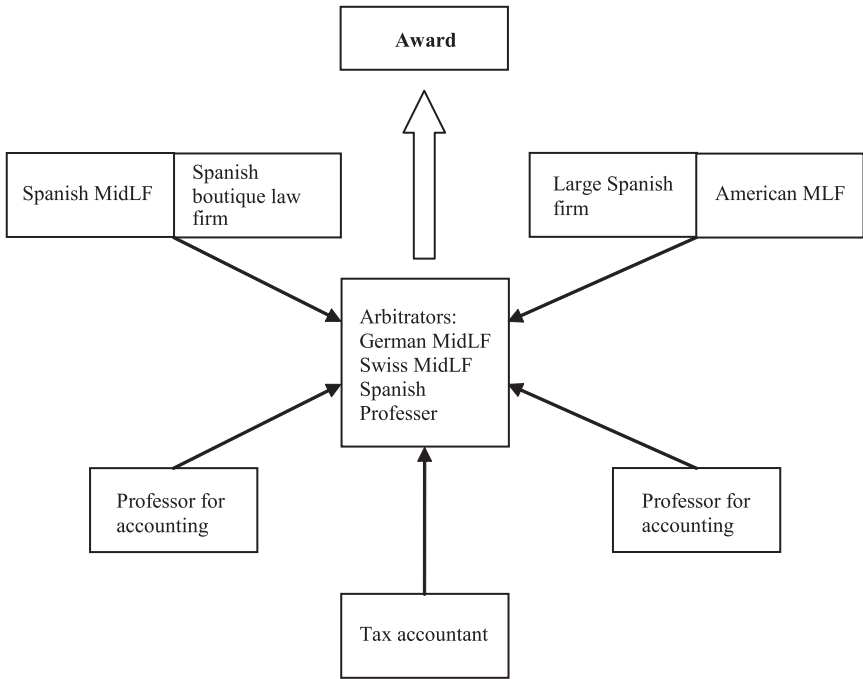 Award
Spanish MidLF
Spanish
boutique law
firm
Large Spanish
firm
American MLF
Arbitrators:
German MidLF
Swiss MidLF
Spanish
Professer
Professor for
accounting
Professor for
accounting
Tax accountant